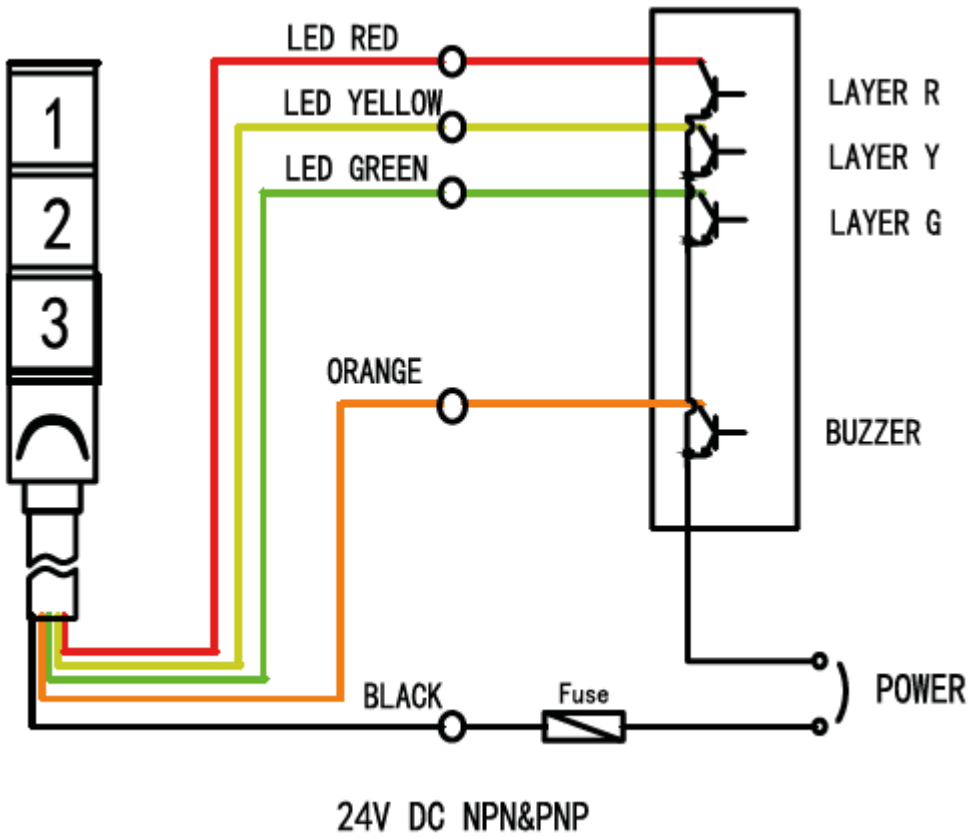 LED RED
LAYER R
1
LED YELLOW
LAYER Y
LED GREEN
2
LAYER G
3
ORANGE
BUZZER
BLACK
Fuse
POWER
24V DC NPN&PNP